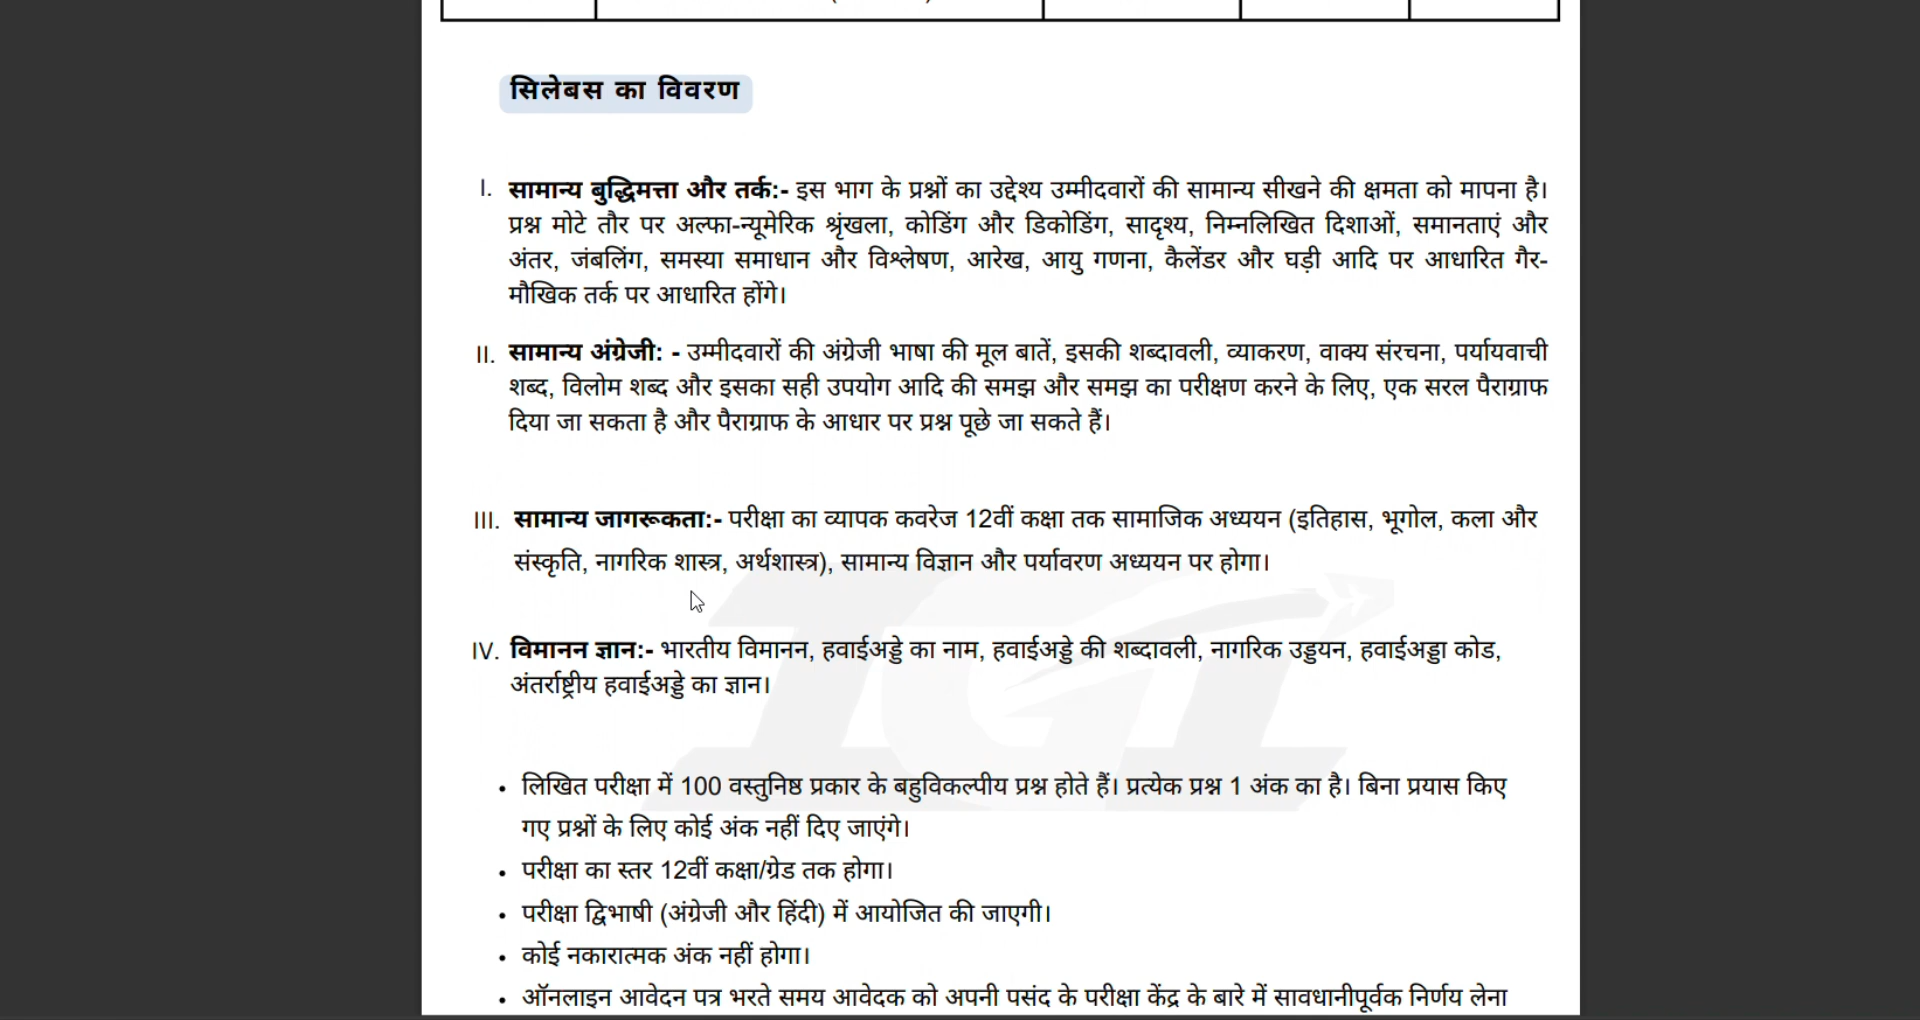 सिलेबस का विवरण
I. सामान्य बुद्धिमत्ता और तर्क:- इस भाग के प्रश्नों का उद्देश्य उम्मीदवारों की सामान्य सीखने की क्षमता को मापना है।
प्रश्न मोटे तौर पर अल्फा-न्यूमेरिक श्रृंखला, कोडिंग और डिकोडिंग, सादृश्य, निम्नलिखित दिशाओं, समानताएं और
अंतर, जंबलिंग, समस्या समाधान और विश्लेषण, आरेख, आयु गणना, कैलेंडर और घड़ी आदि पर आधारित गैर-
मौखिक तर्क पर आधारित होंगे।
II. सामान्य अंग्रेजी: - उम्मीदवारों की अंग्रेजी भाषा की मूल बातें, इसकी शब्दावली, व्याकरण, वाक्य संरचना, पर्यायवाची
शब्द, विलोम शब्द और इसका सही उपयोग आदि की समझ और समझ का परीक्षण करने के लिए, एक सरल पैराग्राफ
दिया जा सकता है और पैराग्राफ के आधार पर प्रश्न पूछे जा सकते हैं।
III. सामान्य जागरूकता:- परीक्षा का व्यापक कवरेज 12वीं कक्षा तक सामाजिक अध्ययन (इतिहास, भूगोल, कला और
संस्कृति, नागरिक शास्त्र, अर्थशास्त्र), सामान्य विज्ञान और पर्यावरण अध्ययन पर होगा।
IV. विमानन ज्ञान:- भारतीय विमानन, हवाईअड्डे का नाम, हवाईअड्डे की शब्दावली, नागरिक उड्डयन, हवाईअड्डा कोड,
अंतर्राष्ट्रीय हवाईअड्डे का ज्ञान।
IGI
• लिखित परीक्षा में 100 वस्तुनिष्ठ प्रकार के बहुविकल्पीय प्रश्न होते हैं। प्रत्येक प्रश्न 1 अंक का है। बिना प्रयास किए
गए प्रश्नों के लिए कोई अंक नहीं दिए जाएंगे।
• परीक्षा का स्तर 12वीं कक्षा/ग्रेड तक होगा।
• परीक्षा द्विभाषी (अंग्रेजी और हिंदी) में आयोजित की जाएगी।
• कोई नकारात्मक अंक नहीं होगा।
• ऑनलाइन आवेदन पत्र भरते समय आवेदक को अपनी पसंद के परीक्षा केंद्र के बारे में सावधानीपूर्वक निर्णय लेना